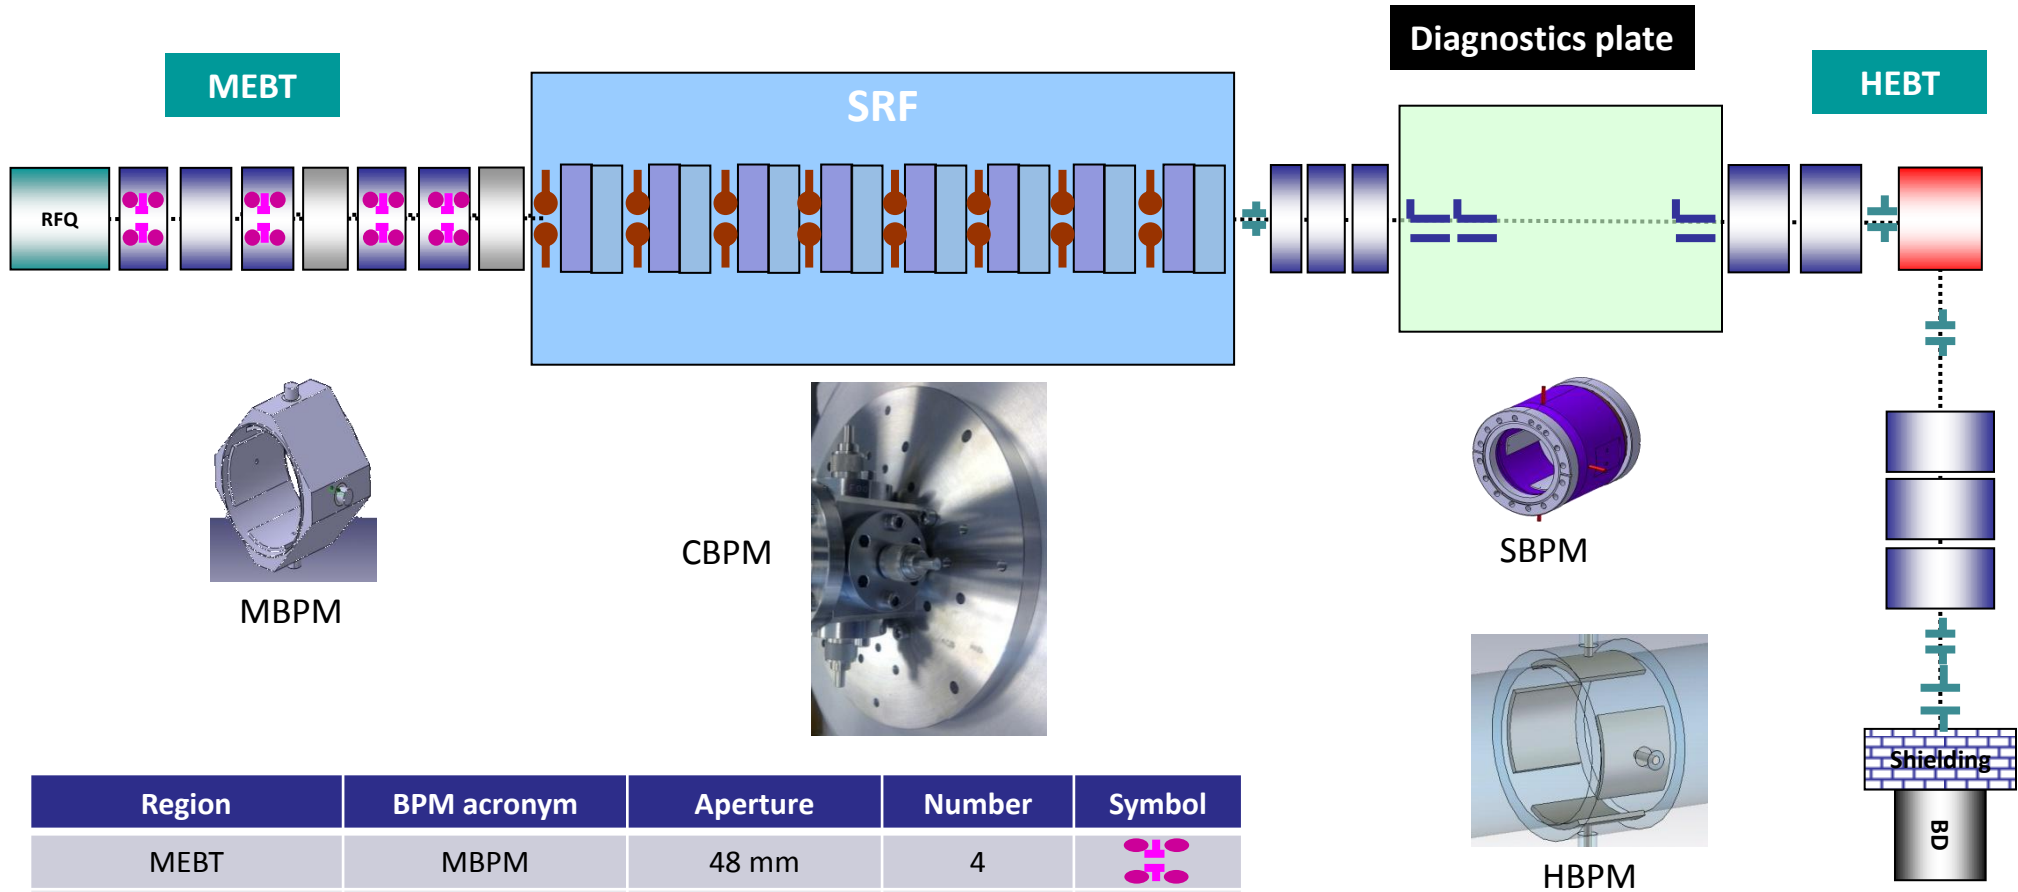 Diagnostics plate
MEBT
SRF
HEBT
RFQ
CBPM
SBPM
MBPM
Shielding
BD
HBPM
Region BPM acronym Aperture Number Symbol
MEBT MBPM 48 mm 4